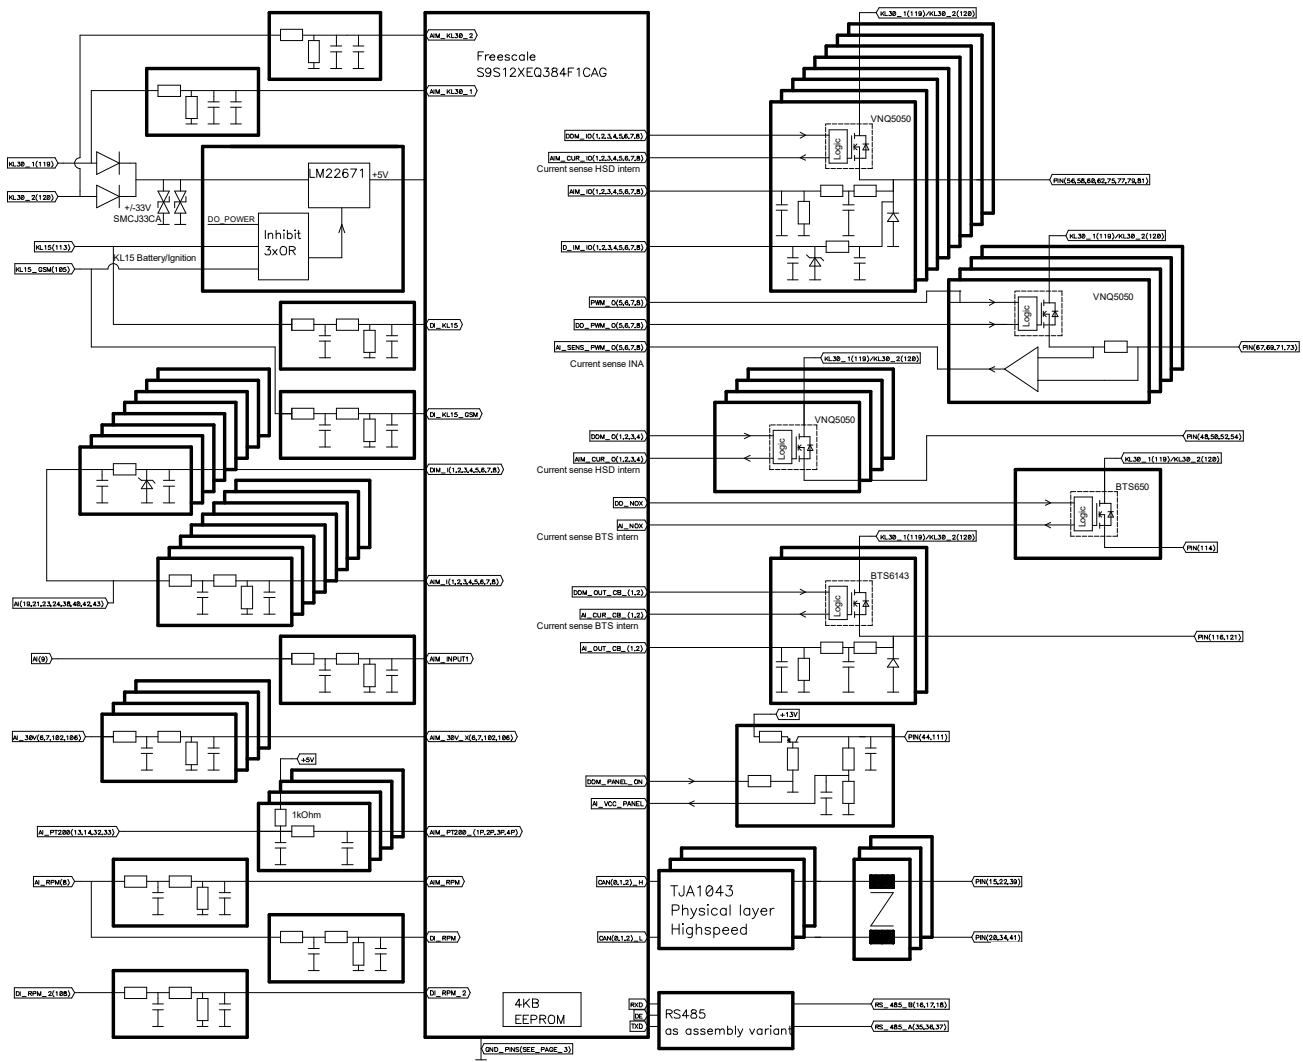 AIM_KL30_2
Freescale
S9S12XEQ384F1CAG
AIM_KL30_1
KL30_1(119)
KL30_2(120)
+/-33V
SMCJ33CA
LM22671
+5V
DO_POWER
Inhibit
3xOR
KL15(113)
KL15 Battery/Ignition
KL15_GSM(105)
DI_KL15
DI_KL15_GSM
DIM_I(1,2,3,4,5,6,7,8)
AIM_I(1,2,3,4,5,6,7,8)
AI(19,21,23,24,38,40,42,43)
AI(9)
AIM_INPUT1
AI_30V(6,7,102,106)
AIM_30V_X(6,7,102,106)
+5V
1kOhm
AI_PT200(13,14,32,33)
AIM_PT200_(1P,2P,3P,4P)
AI_RPM(8)
AIM_RPM
DI_RPM
DI_RPM_2(108)
DI_RPM_2
4KB
EEPROM
GND_PINS(SEE_PAGE_3)
KL30_1(119)/KL30_2(120)
VNQ5050
Logic
DOM_IO(1,2,3,4,5,6,7,8)
AIM_CUR_IO(1,2,3,4,5,6,7,8)
Current sense HSD intern
AIM_IO(1,2,3,4,5,6,7,8)
PIN(56,58,60,62,75,77,79,81)
D_IM_IO(1,2,3,4,5,6,7,8)
KL30_1(119)/KL30_2(120)
VNQ5050
Logic
PWM_O(5,6,7,8)
DO_PWM_O(5,6,7,8)
AI_SENS_PWM_O(5,6,7,8)
Current sense INA
PIN(67,69,71,73)
KL30_1(119)/KL30_2(120)
VNQ5050
Logic
DOM_O(1,2,3,4)
AIM_CUR_O(1,2,3,4)
Current sense HSD intern
PIN(48,50,52,54)
KL30_1(119)/KL30_2(120)
BTS650
Logic
DO_NOX
AI_NOX
Current sense BTS intern
PIN(114)
KL30_1(119)/KL30_2(120)
BTS6143
Logic
DOM_OUT_CB_(1,2)
AI_CUR_CB_(1,2)
Current sense BTS intern
AI_OUT_CB_(1,2)
PIN(116,121)
+13V
PIN(44,111)
DOM_PANEL_ON
AI_VCC_PANEL
CAN(0,1,2)_H
TJA1043
Physical layer
Highspeed
Z
PIN(15,22,39)
CAN(0,1,2)_L
PIN(20,34,41)
RXD
DE
TXD
RS485
as assembly variant
RS_485_B(16,17,18)
RS_485_A(35,36,37)